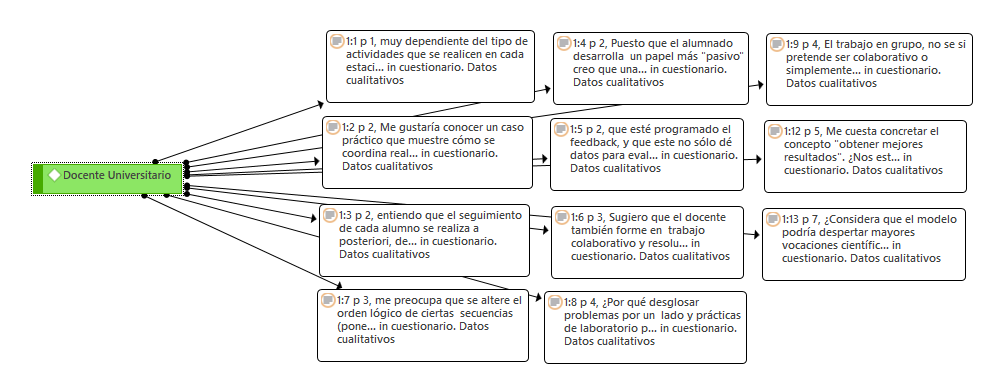 Docente Universitario
1:1 p 1, muy dependiente del tipo de
actividades que se realicen en cada
estaci... in cuestionario. Datos
cualitativos
1:4 p 2, Puesto que el alumnado
desarrolla un papel más "pasivo"
creo que una... in cuestionario.
Datos cualitativos
1:9 p 4, El trabajo en grupo, no se si
pretende ser colaborativo o
simplemente... in cuestionario.
Datos cualitativos
1:2 p 2, Me gustaría conocer un caso
práctico que muestre cómo se
coordina real... in cuestionario.
Datos cualitativos
1:5 p 2, que esté programado el
feedback, y que este no sólo dé
datos para eval... in cuestionario.
Datos cualitativos
1:12 p 5, Me cuesta concretar el
concepto "obtener mejores
resultados". ¿Nos est... in
cuestionario. Datos cualitativos
1:3 p 2, entiendo que el seguimiento
de cada alumno se realiza a
posteriori, de... in cuestionario.
Datos cualitativos
1:6 p 3, Sugiero que el docente
también forme en trabajo
colaborativo y resolu... in
cuestionario. Datos cualitativos
1:13 p 7, ¿Considera que el modelo
podría despertar mayores
vocaciones científic... in
cuestionario. Datos cualitativos
1:7 p 3, me preocupa que se altere el
orden lógico de ciertas secuencias
(pone... in cuestionario. Datos
cualitativos
1:8 p 4, ¿Por qué desglosar
problemas por un lado y prácticas
de laboratorio p... in cuestionario.
Datos cualitativos